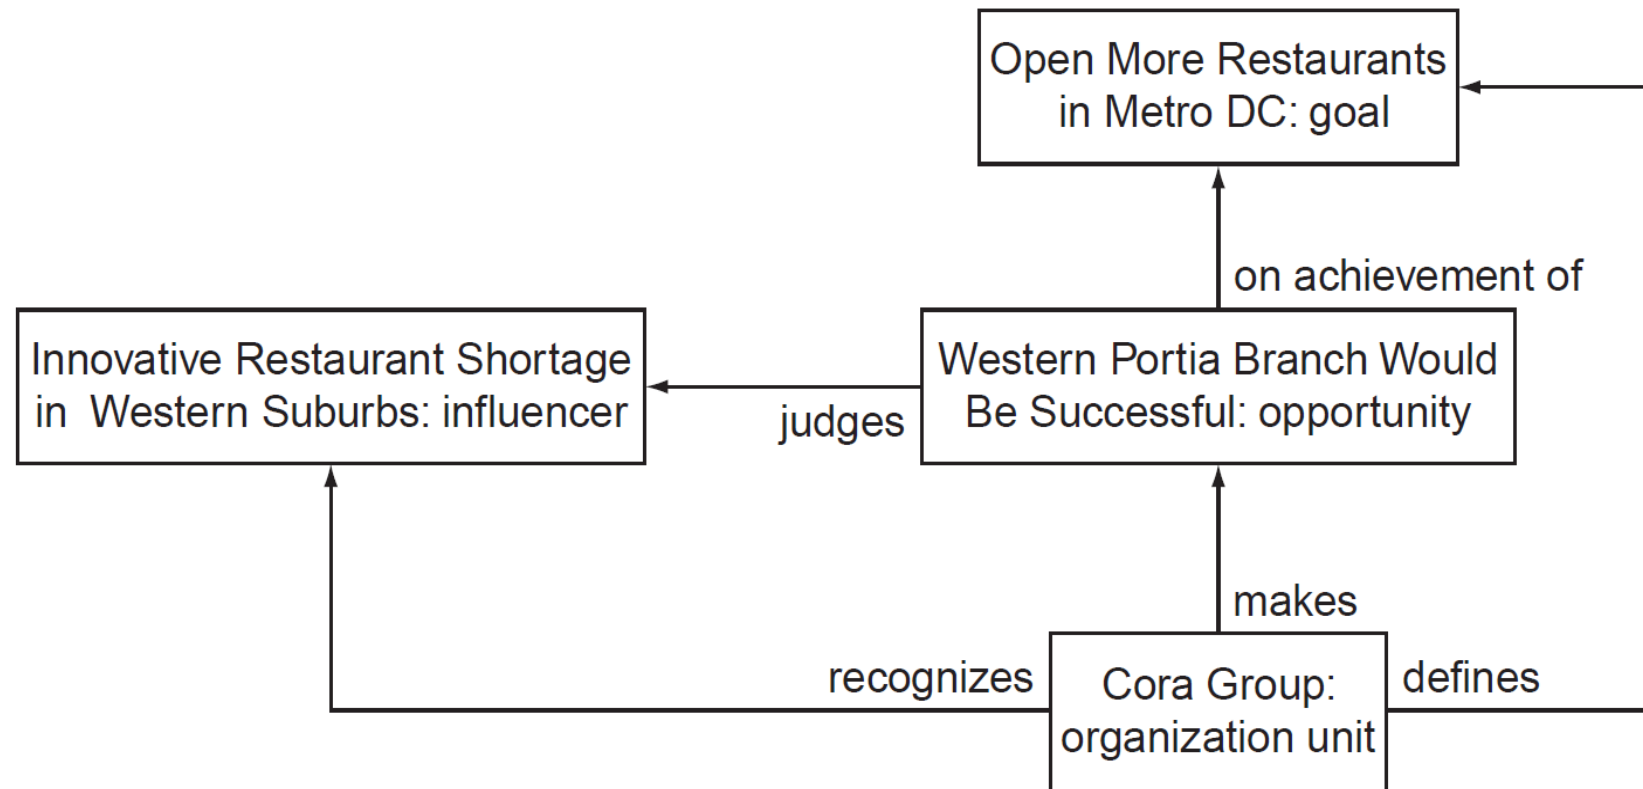 Open More Restaurants
in Metro DC: goal
on achievement of
Innovative Restaurant Shortage
in Western Suburbs: influencer
judges
Western Portia Branch Would
Be Successful: opportunity
makes
recognizes
Cora Group:
organization unit
defines